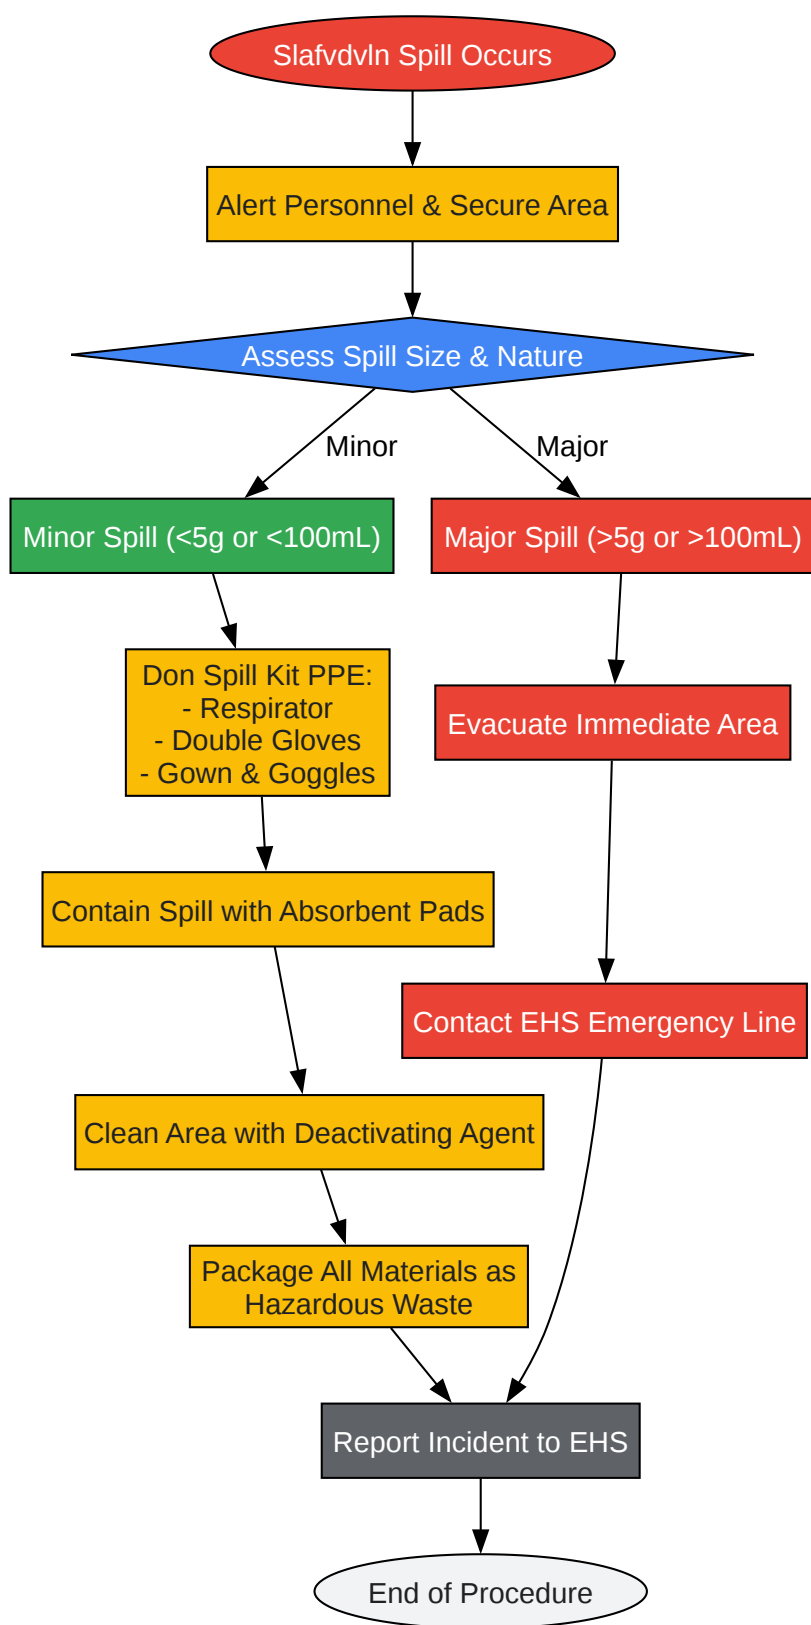 Slafvdvln Spill Occurs
Alert Personnel & Secure Area
Assess Spill Size & Nature
Minor
Major
Minor Spill (<5g or <100mL)
Major Spill (>5g or >100mL)
Don Spill Kit PPE:
- Respirator
- Double Gloves
- Gown & Goggles
Evacuate Immediate Area
Contain Spill with Absorbent Pads
Contact EHS Emergency Line
Clean Area with Deactivating Agent
Package All Materials as
Hazardous Waste
Report Incident to EHS
End of Procedure